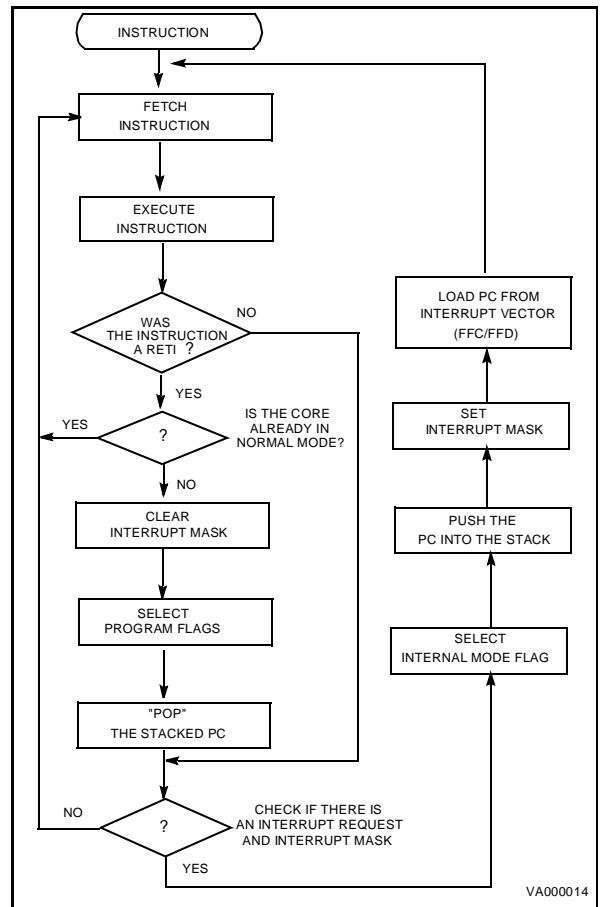 INSTRUCTION
FETCH
INSTRUCTION
EXECUTE
INSTRUCTION
WAS
THE INSTRUCTION
A RETI ?
NO
YES
YES
?
IS THE CORE
ALREADY IN
NORMAL MODE?
NO
CLEAR
INTERRUPT MASK
SELECT
PROGRAM FLAGS
"POP"
THE STACKED PC
NO
?
CHECK IF THERE IS
AN INTERRUPT REQUEST
AND INTERRUPT MASK
YES
SELECT
INTERNAL MODE FLAG
PUSH THE
PC INTO THE STACK
SET
INTERRUPT MASK
LOAD PC FROM
INTERRUPT VECTOR
(FFC/FFD)
VA000014